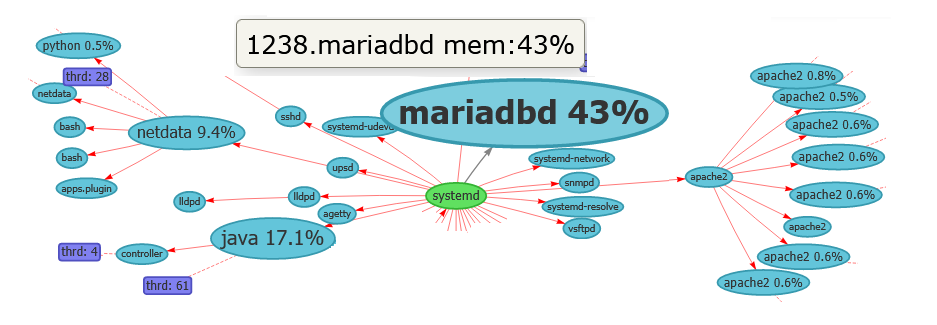 1238.mariadbd mem:43%
python 0.5%
thrd: 28
netdata
bash
netdata 9.4%
bash
apps.plugin
sshd
systemd-udevd
mariadbd 43%
upsd
systemd-network
snmpd
systemd
lldpd
lldpd
agetty
systemd-resolve
vsftpd
java 17.1%
thrd: 4
controller
thrd: 61
apache2 0.8%
apache2 0.5%
apache2 0.6%
apache2 0.6%
apache2
apache2 0.6%
apache2
apache2 0.6%
apache2 0.6%